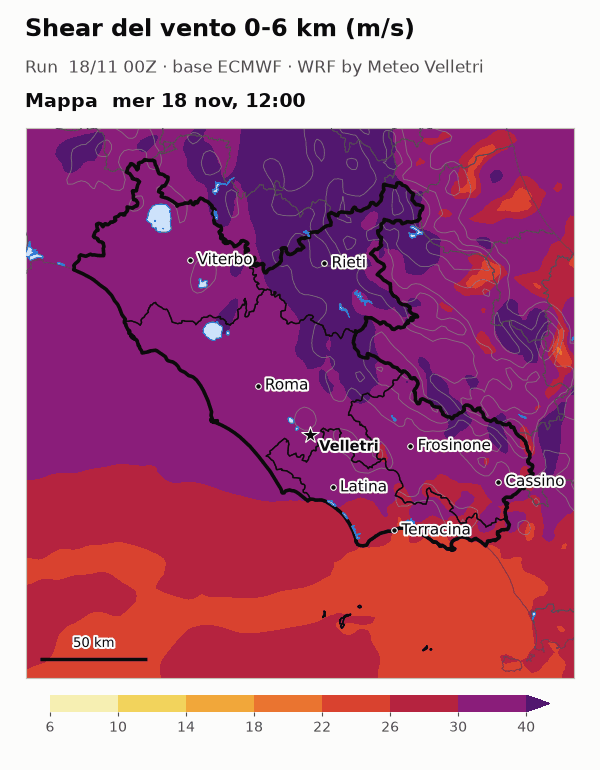 Shear del vento 0-6 km (m/s)
Run 18/11 00Z · base ECMWF · WRF by Meteo Velletri
Mappa mer 18 nov, 12:00
Viterbo
Rieti
Roma
Velletri
Frosinone
Latina
Cassino
Terracina
50 km
6 10 14 18 22 26 30 40